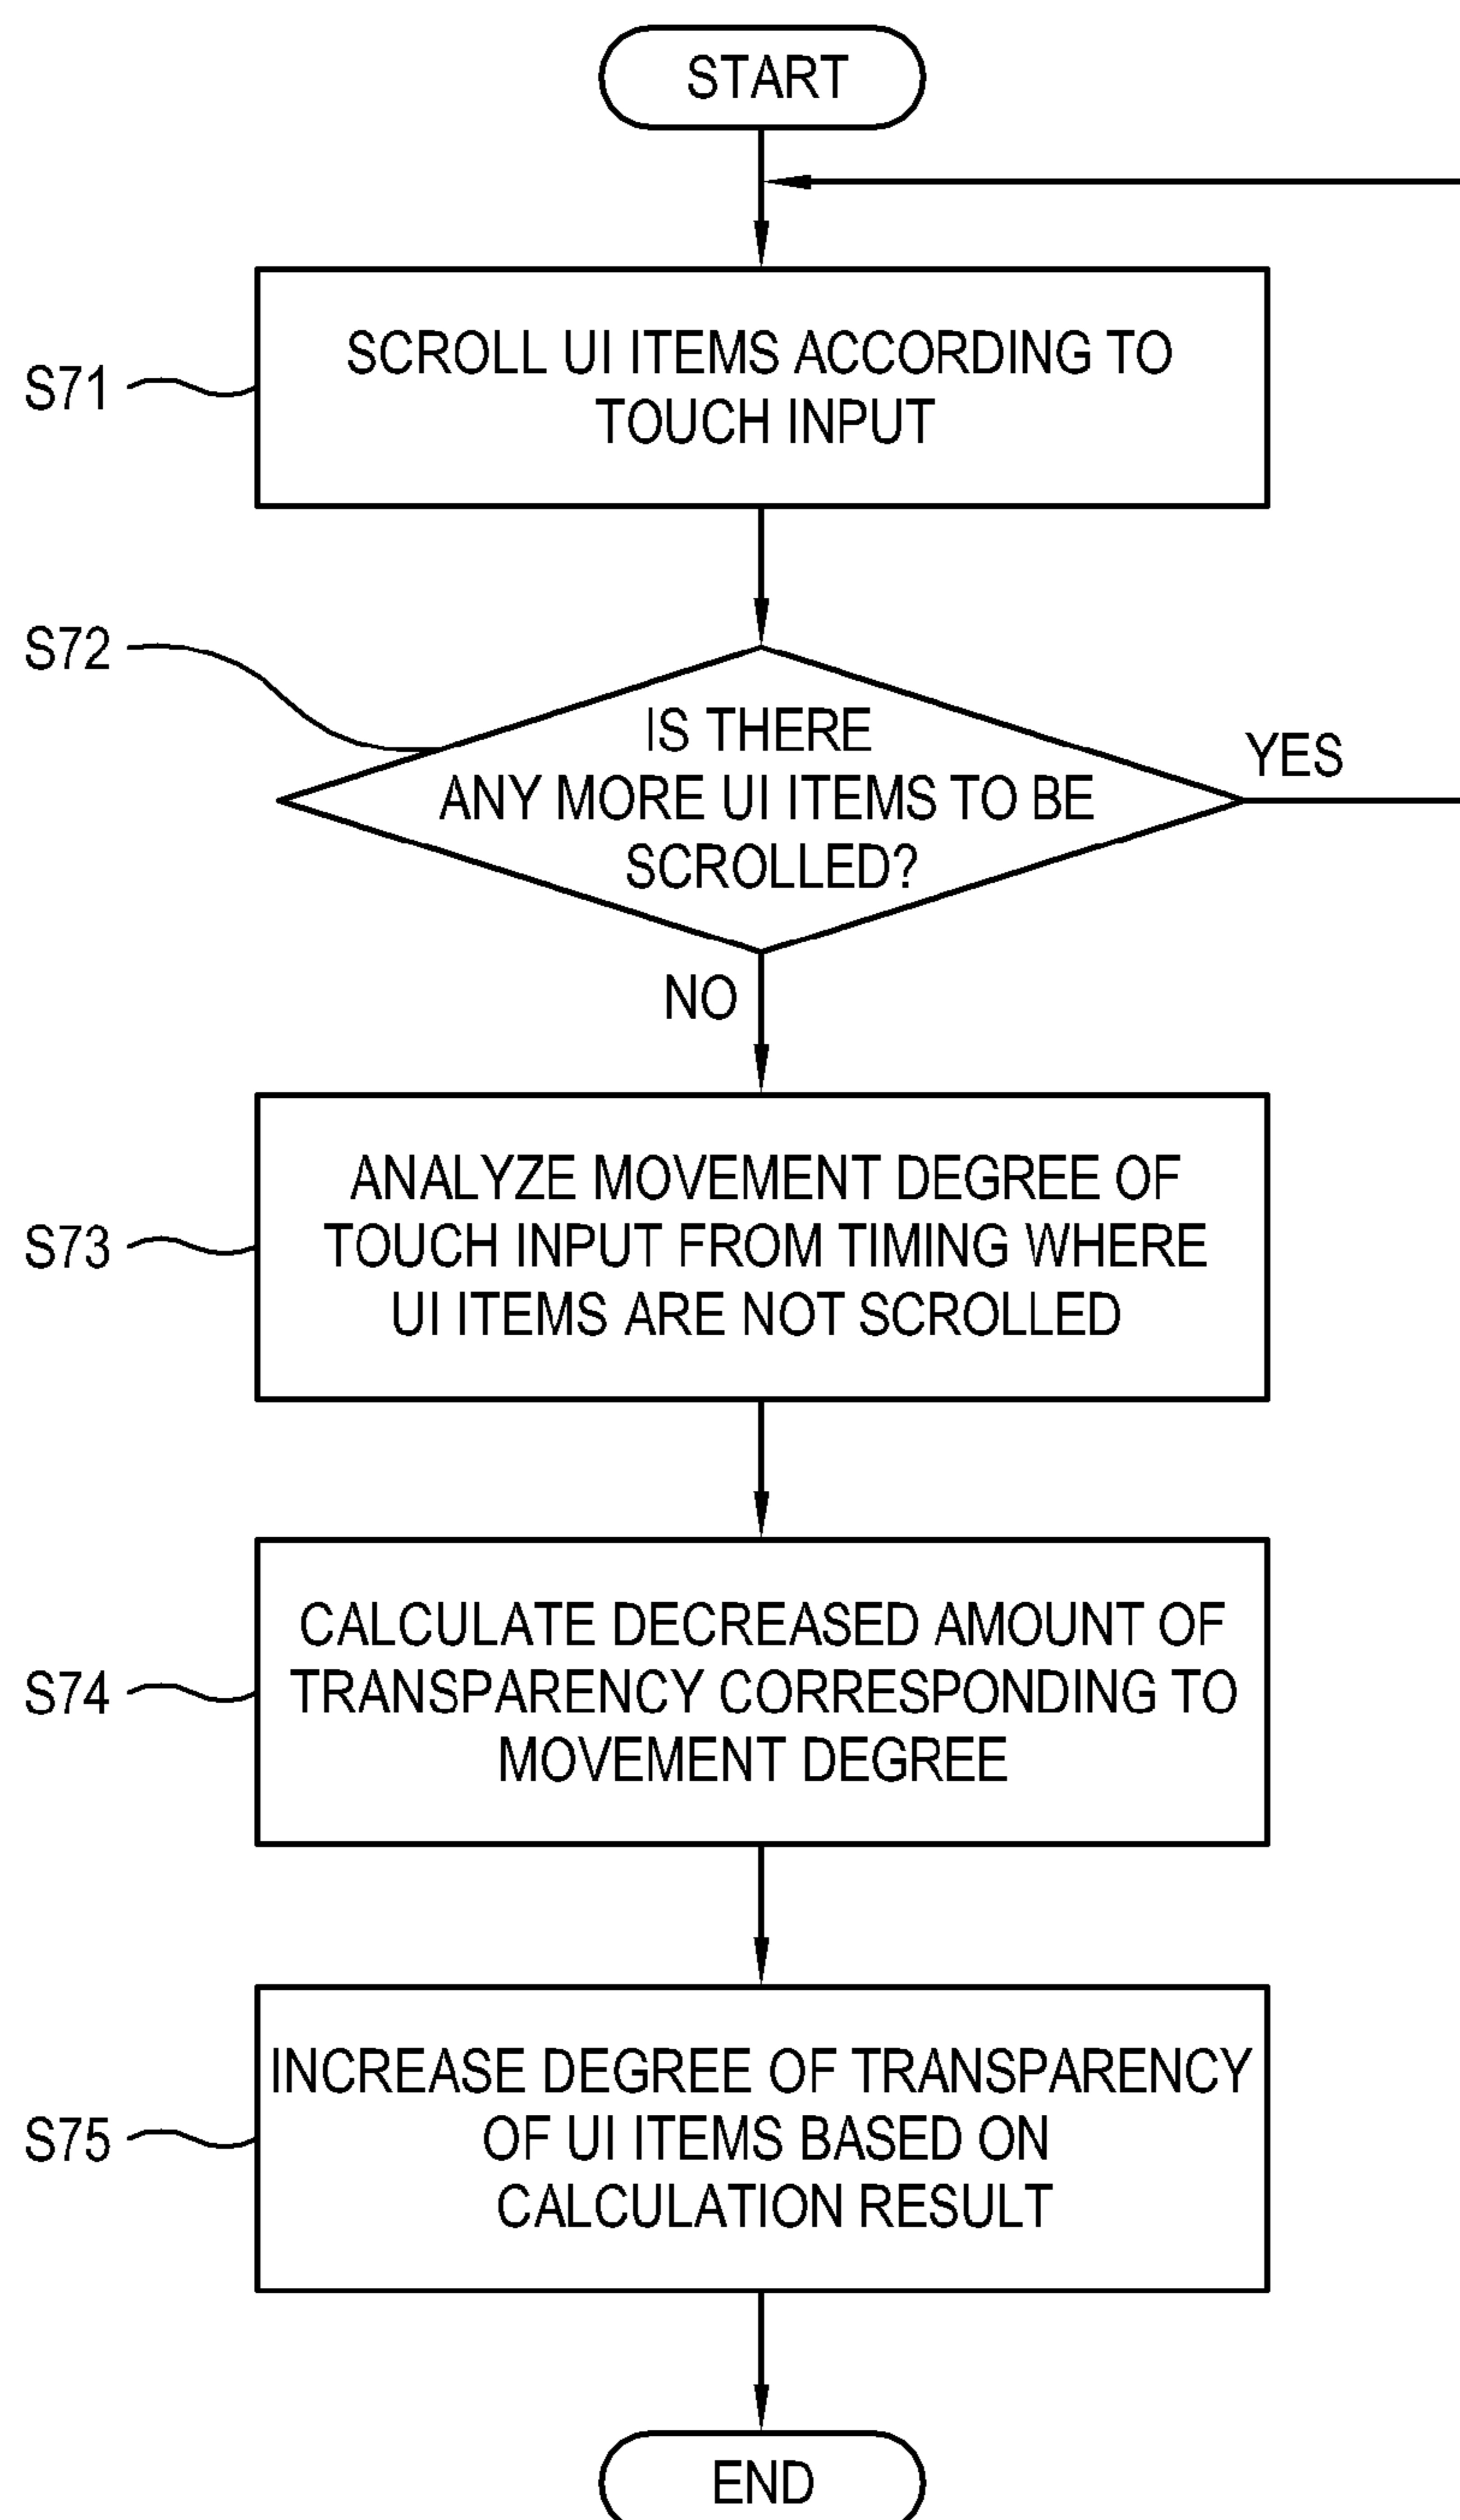 START
S71
SCROLL UI ITEMS ACCORDING TO
TOUCH INPUT
S72
IS THERE
ANY MORE UI ITEMS TO BE
SCROLLED?
YES
NO
S73
ANALYZE MOVEMENT DEGREE OF
TOUCH INPUT FROM TIMING WHERE
UI ITEMS ARE NOT SCROLLED
S74
CALCULATE DECREASED AMOUNT OF
TRANSPARENCY CORRESPONDING TO
MOVEMENT DEGREE
S75
INCREASE DEGREE OF TRANSPARENCY
OF UI ITEMS BASED ON
CALCULATION RESULT
END